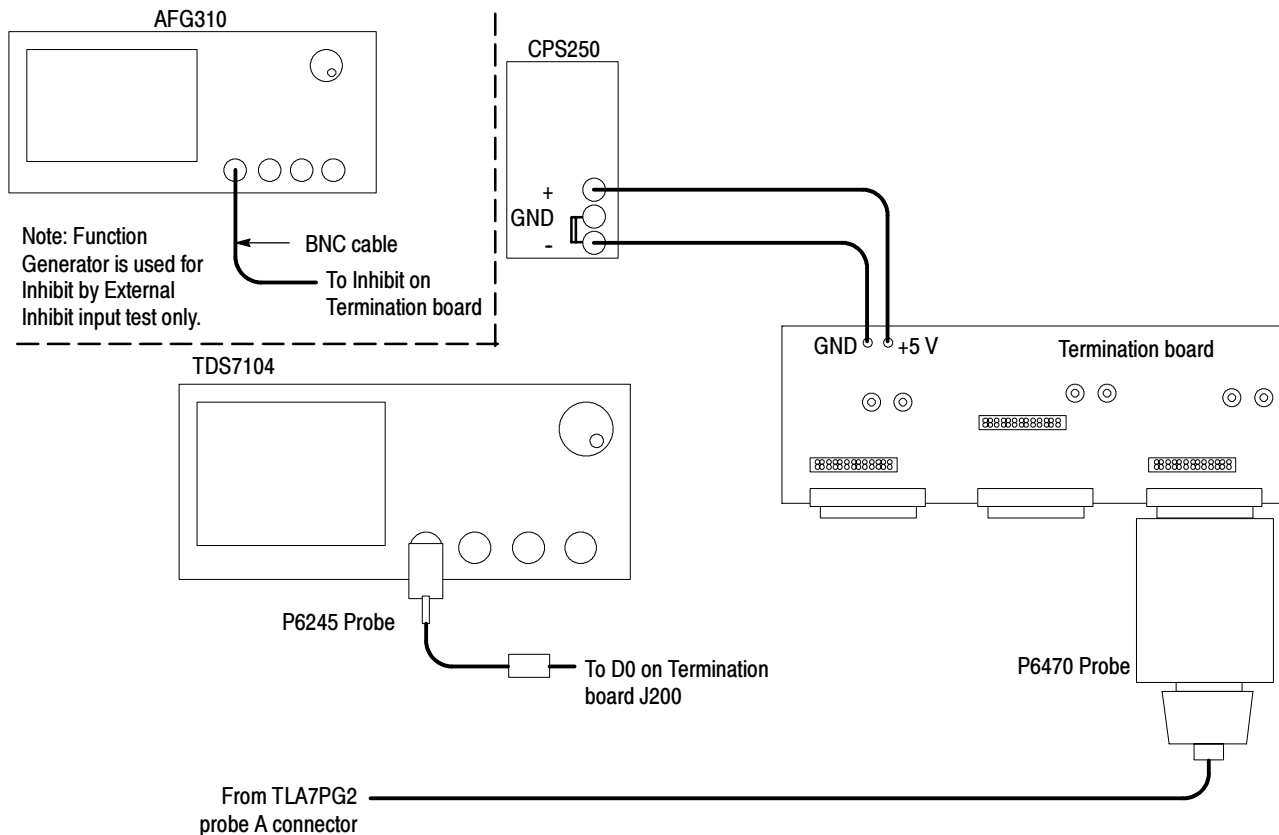 AFG310
Note: Function
Generator is used for
Inhibit by External
Inhibit input test only.
BNC cable
To Inhibit on
Termination board
CPS250
+
GND
-
GND
+5 V
Termination board
TDS7104
P6245 Probe
To D0 on Termination
board J200
P6470 Probe
From TLA7PG2
probe A connector